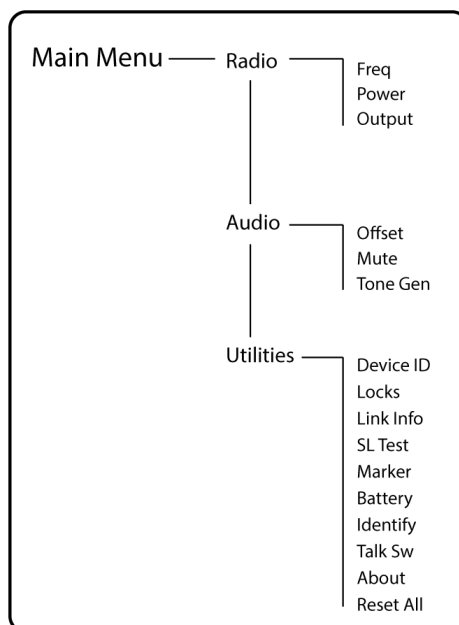 Main Menu
Radio
Freq
Power
Output
Audio
Offset
Mute
Tone Gen
Utilities
Device ID
Locks
Link Info
SL Test
Marker
Battery
Identify
Talk Sw
About
Reset All